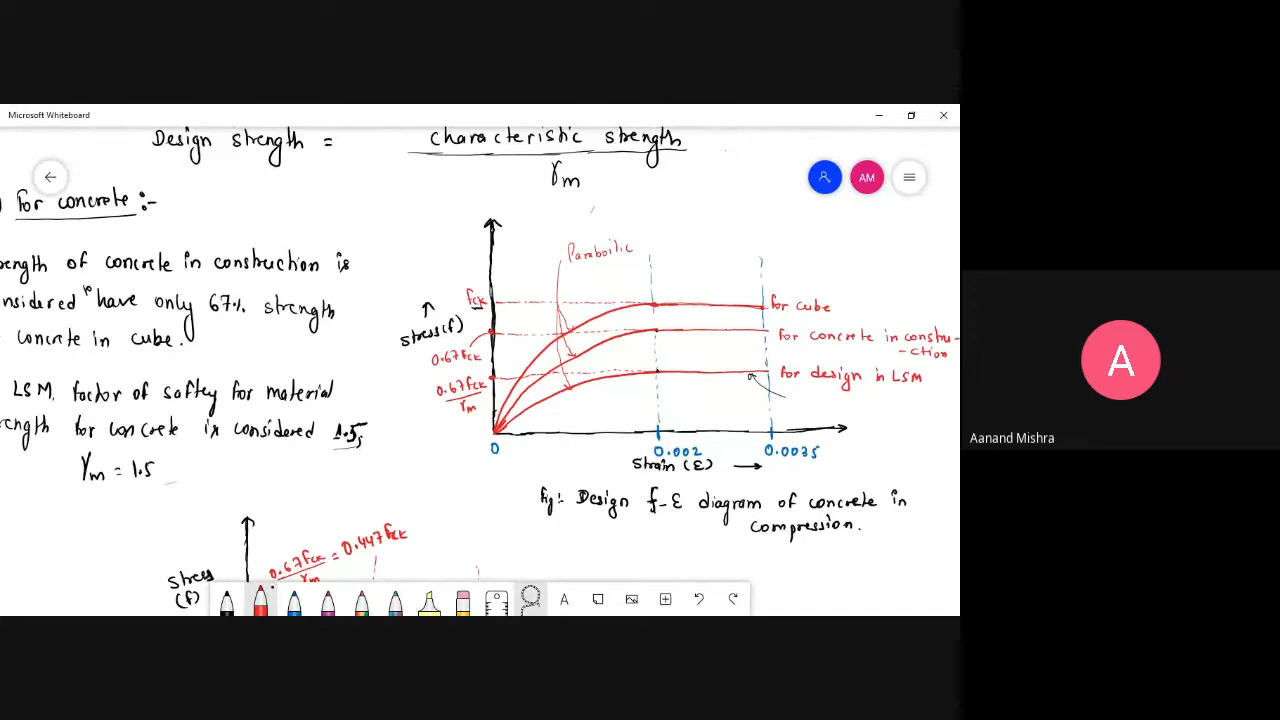 Microsoft Whiteboard
Design strength =
characteristic strength
γm
for concrete :-
ength of concrete in construction is
onsidered to have only 67% strength
concrete in cube.
LSM, factor of saftey for material
rength for concrete is considered 1.5,
γm = 1.5
AM
Parabolic
fck
stress(f)
0.67fck
0.67fck
γm
for cube
for concrete in constru-
-ction
for design in LSM
0
0.002
0.0035
strain (ε)
fig:- Design f-ε diagram of concrete in
compression.
stress
(f)
0.67fck = 0.447fck
γm
A
A
Aanand Mishra